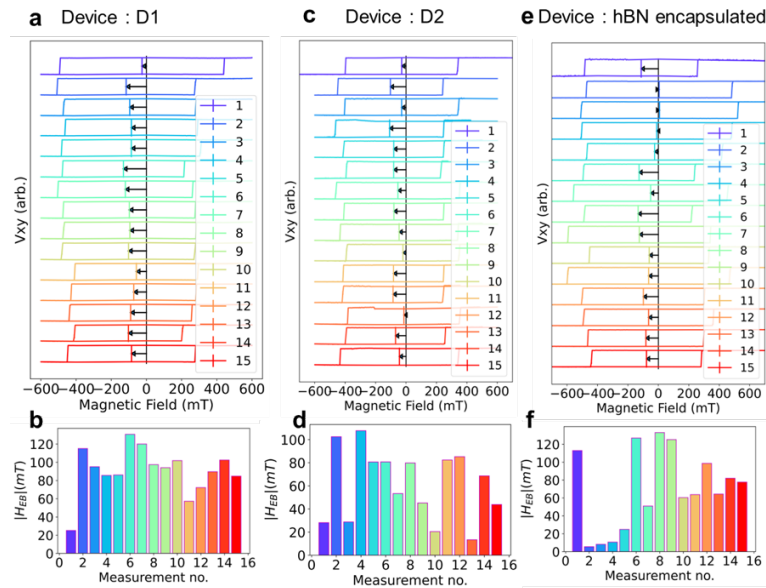 a Device : D1
c Device : D2
e Device : hBN encapsulated
Vxy (arb.)
1
2
3
4
5
6
7
8
9
10
11
12
13
14
15
−600 −400 −200 0 200 400 600
Magnetic Field (mT)
Vxy (arb.)
1
2
3
4
5
6
7
8
9
10
11
12
13
14
15
−600 −400 −200 0 200 400 600
Magnetic Field (mT)
Vxy (arb.)
1
2
3
4
5
6
7
8
9
10
11
12
13
14
15
−600 −400 −200 0 200 400 600
Magnetic Field (mT)
b
|H_EB|(mT)
120
100
80
60
40
20
0
0 2 4 6 8 10 12 14 16
Measurement no.
d
|H_EB|(mT)
100
80
60
40
20
0
0 2 4 6 8 10 12 14 16
Measurement no.
f
|H_EB|(mT)
120
100
80
60
40
20
0
0 2 4 6 8 10 12 14 16
Measurement no.